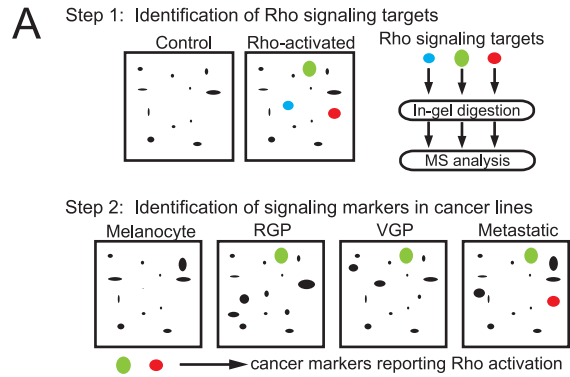 A
Step 1: Identification of Rho signaling targets
Control
Rho-activated
Rho signaling targets
In-gel digestion
MS analysis
Step 2: Identification of signaling markers in cancer lines
Melanocyte
RGP
VGP
Metastatic
cancer markers reporting Rho activation